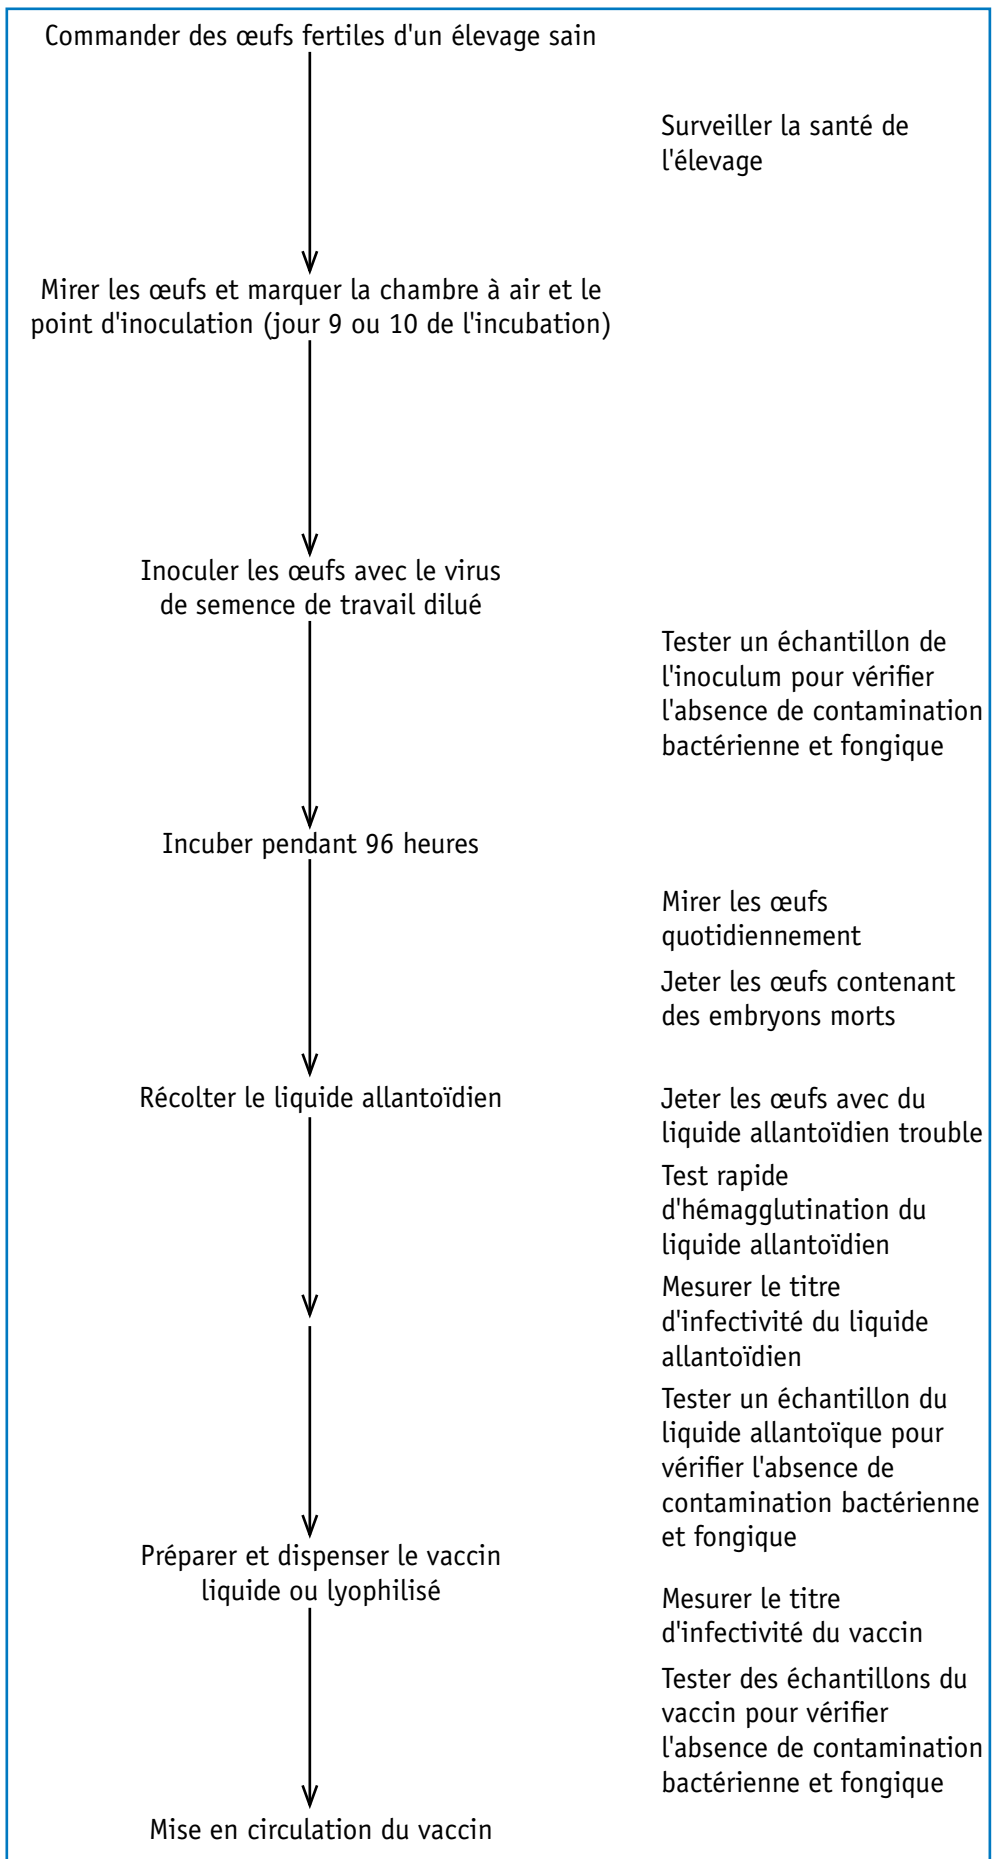 Commander des œufs fertiles d'un élevage sain
Surveiller la santé de
l'élevage
Mirer les œufs et marquer la chambre à air et le
point d'inoculation (jour 9 ou 10 de l'incubation)
Inoculer les œufs avec le virus
de semence de travail dilué
Tester un échantillon de
l'inoculum pour vérifier
l'absence de contamination
bactérienne et fongique
Incuber pendant 96 heures
Mirer les œufs
quotidiennement
Jeter les œufs contenant
des embryons morts
Récolter le liquide allantoïdien
Jeter les œufs avec du
liquide allantoïdien trouble
Test rapide
d'hémagglutination du
liquide allantoïdien
Mesurer le titre
d'infectivité du liquide
allantoïdien
Tester un échantillon du
liquide allantoïque pour
vérifier l'absence de
contamination bactérienne
et fongique
Préparer et dispenser le vaccin
liquide ou lyophilisé
Mesurer le titre
d'infectivité du vaccin
Tester des échantillons du
vaccin pour vérifier
l'absence de contamination
bactérienne et fongique
Mise en circulation du vaccin